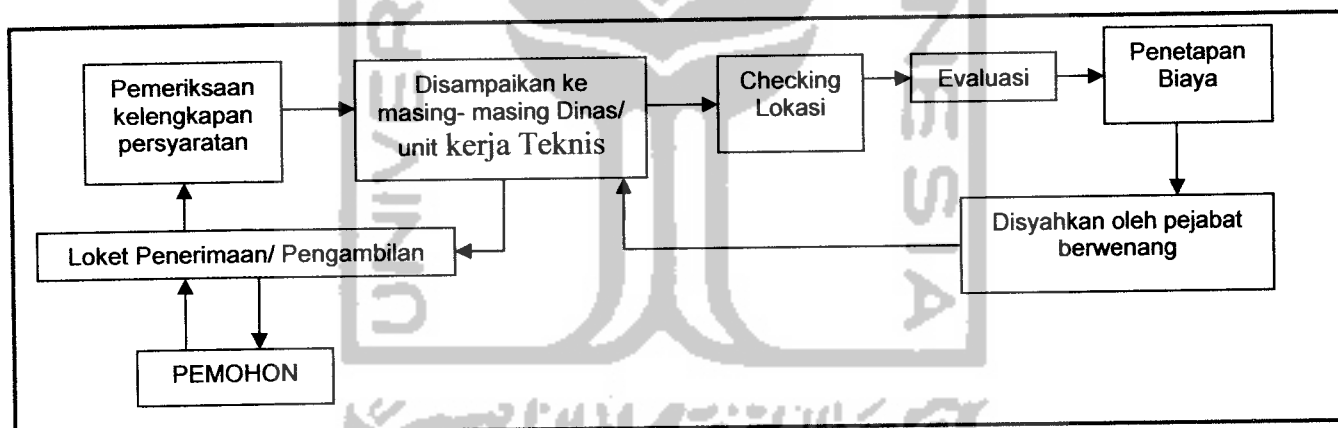 Pemeriksaan
kelengkapan
persyaratan
Disampaikan ke
masing- masing Dinas/
unit kerja Teknis
Checking
Lokasi
Evaluasi
Penetapan
Biaya
Disyahkan oleh pejabat
berwenang
Loket Penerimaan/ Pengambilan
PEMOHON